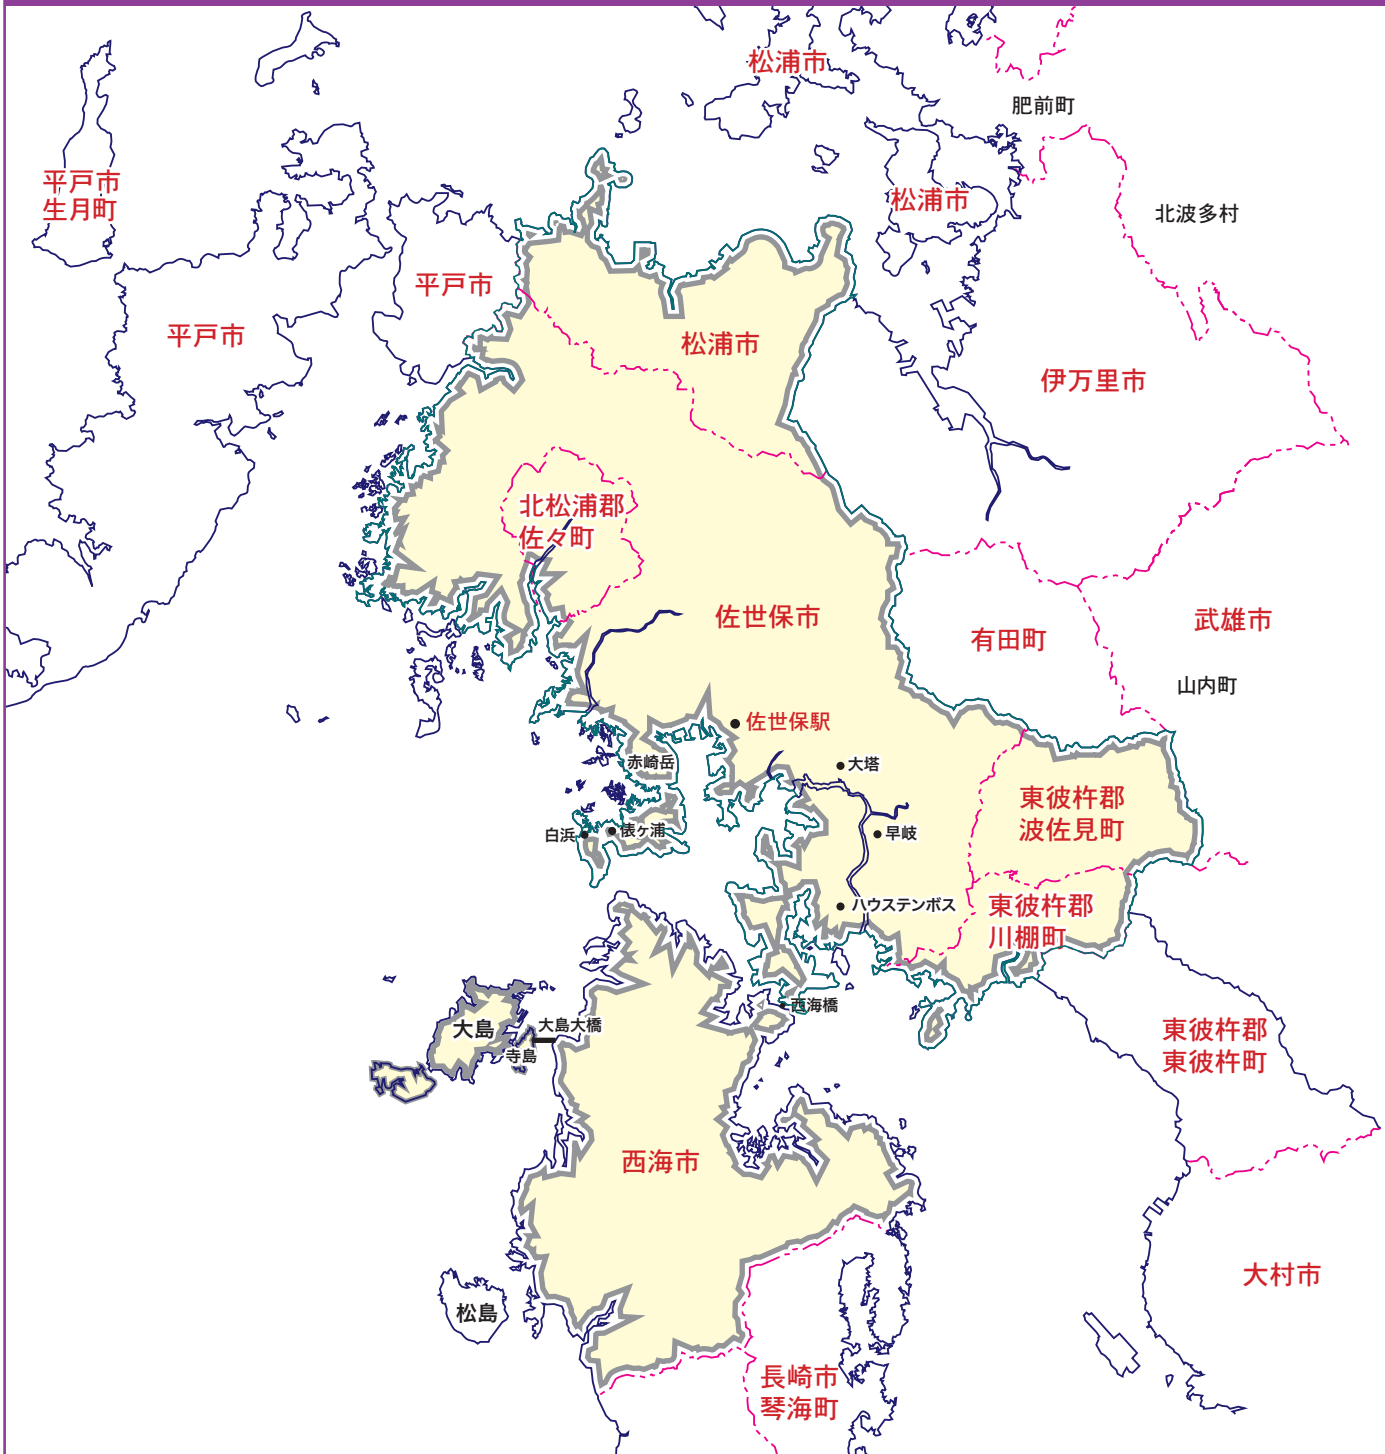 松浦市
肥前町
平戸市
生月町
松浦市
北波多村
平戸市
平戸市
松浦市
伊万里市
北松浦郡
佐々町
佐世保市
有田町
武雄市
山内町
佐世保駅
赤崎岳
大塔
東彼杵郡
波佐見町
白浜
俵ヶ浦
早岐
ハウステンボス
東彼杵郡
川棚町
西海橋
大島
大島大橋
寺島
東彼杵郡
東彼杵町
西海市
大村市
松島
長崎市
琴海町